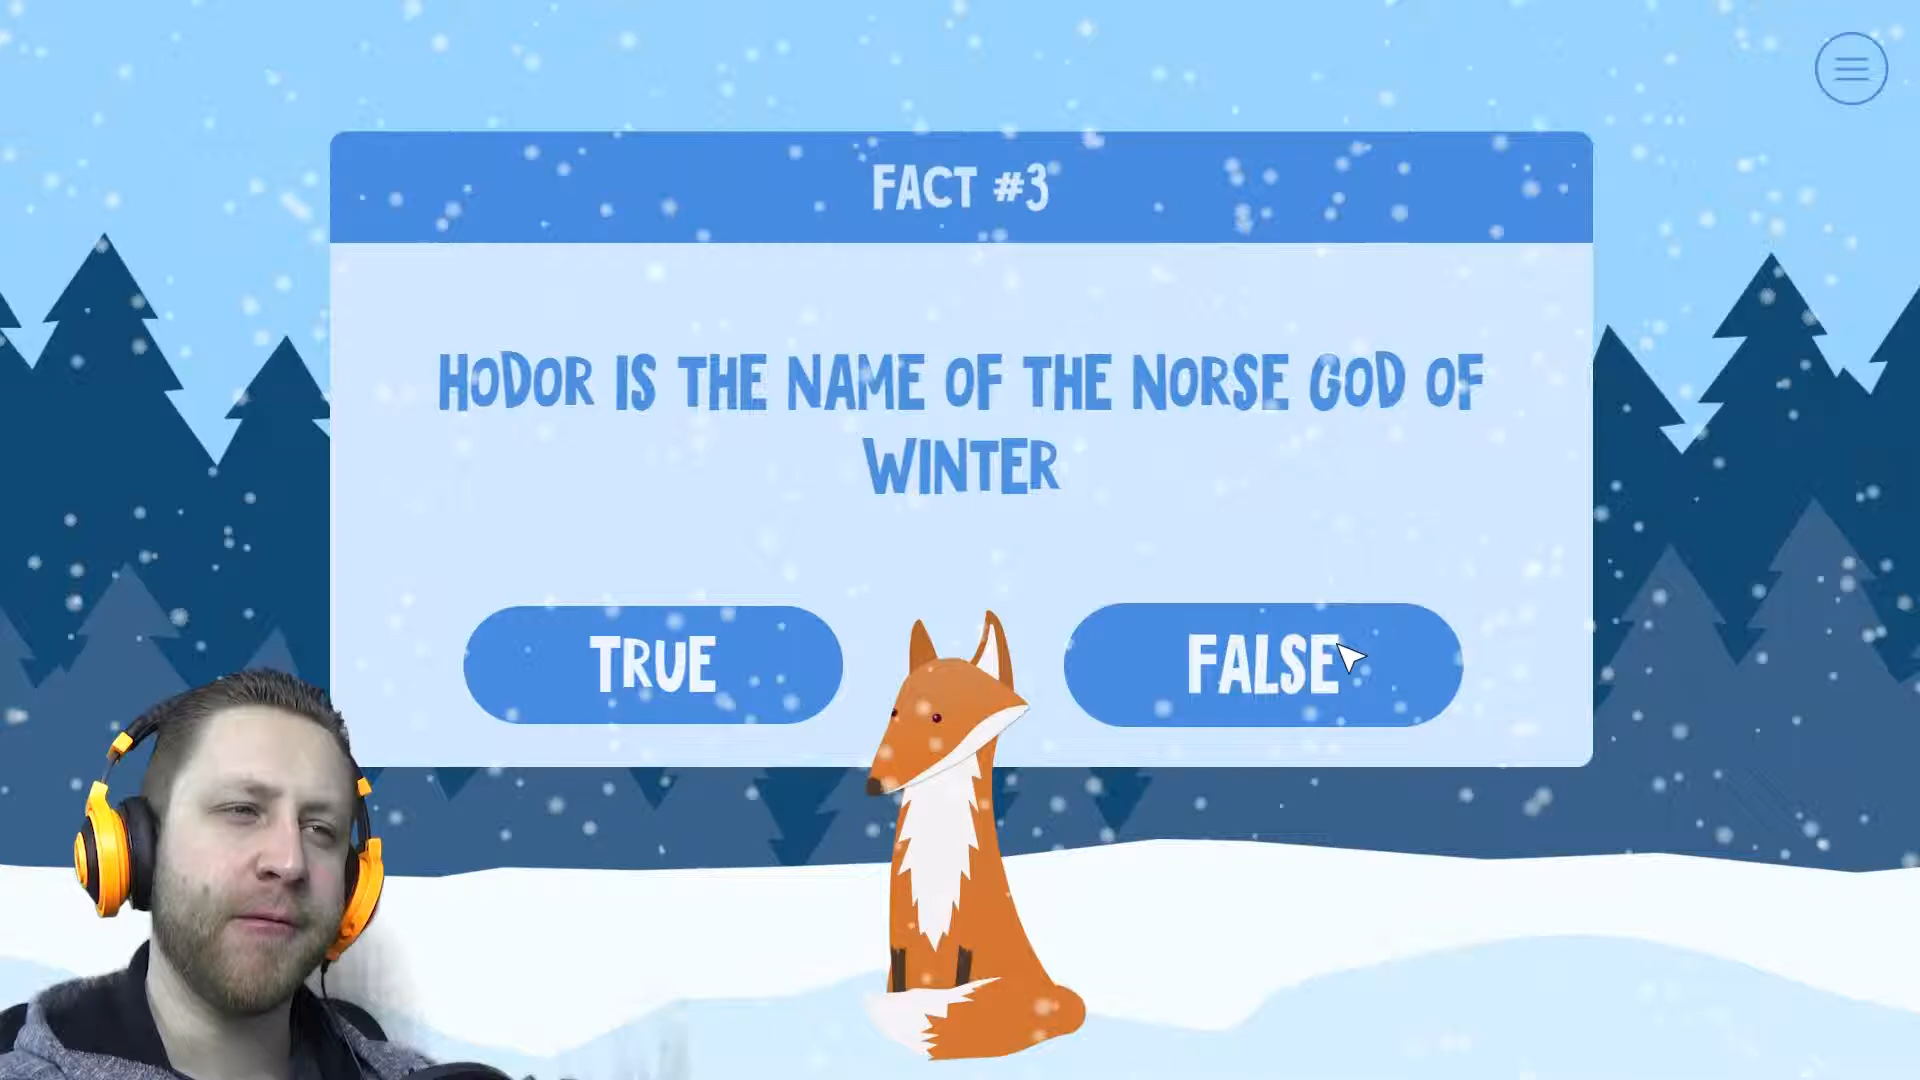 FACT #3
HODOR IS THE NAME OF THE NORSE GOD OF
WINTER
TRUE
FALSE